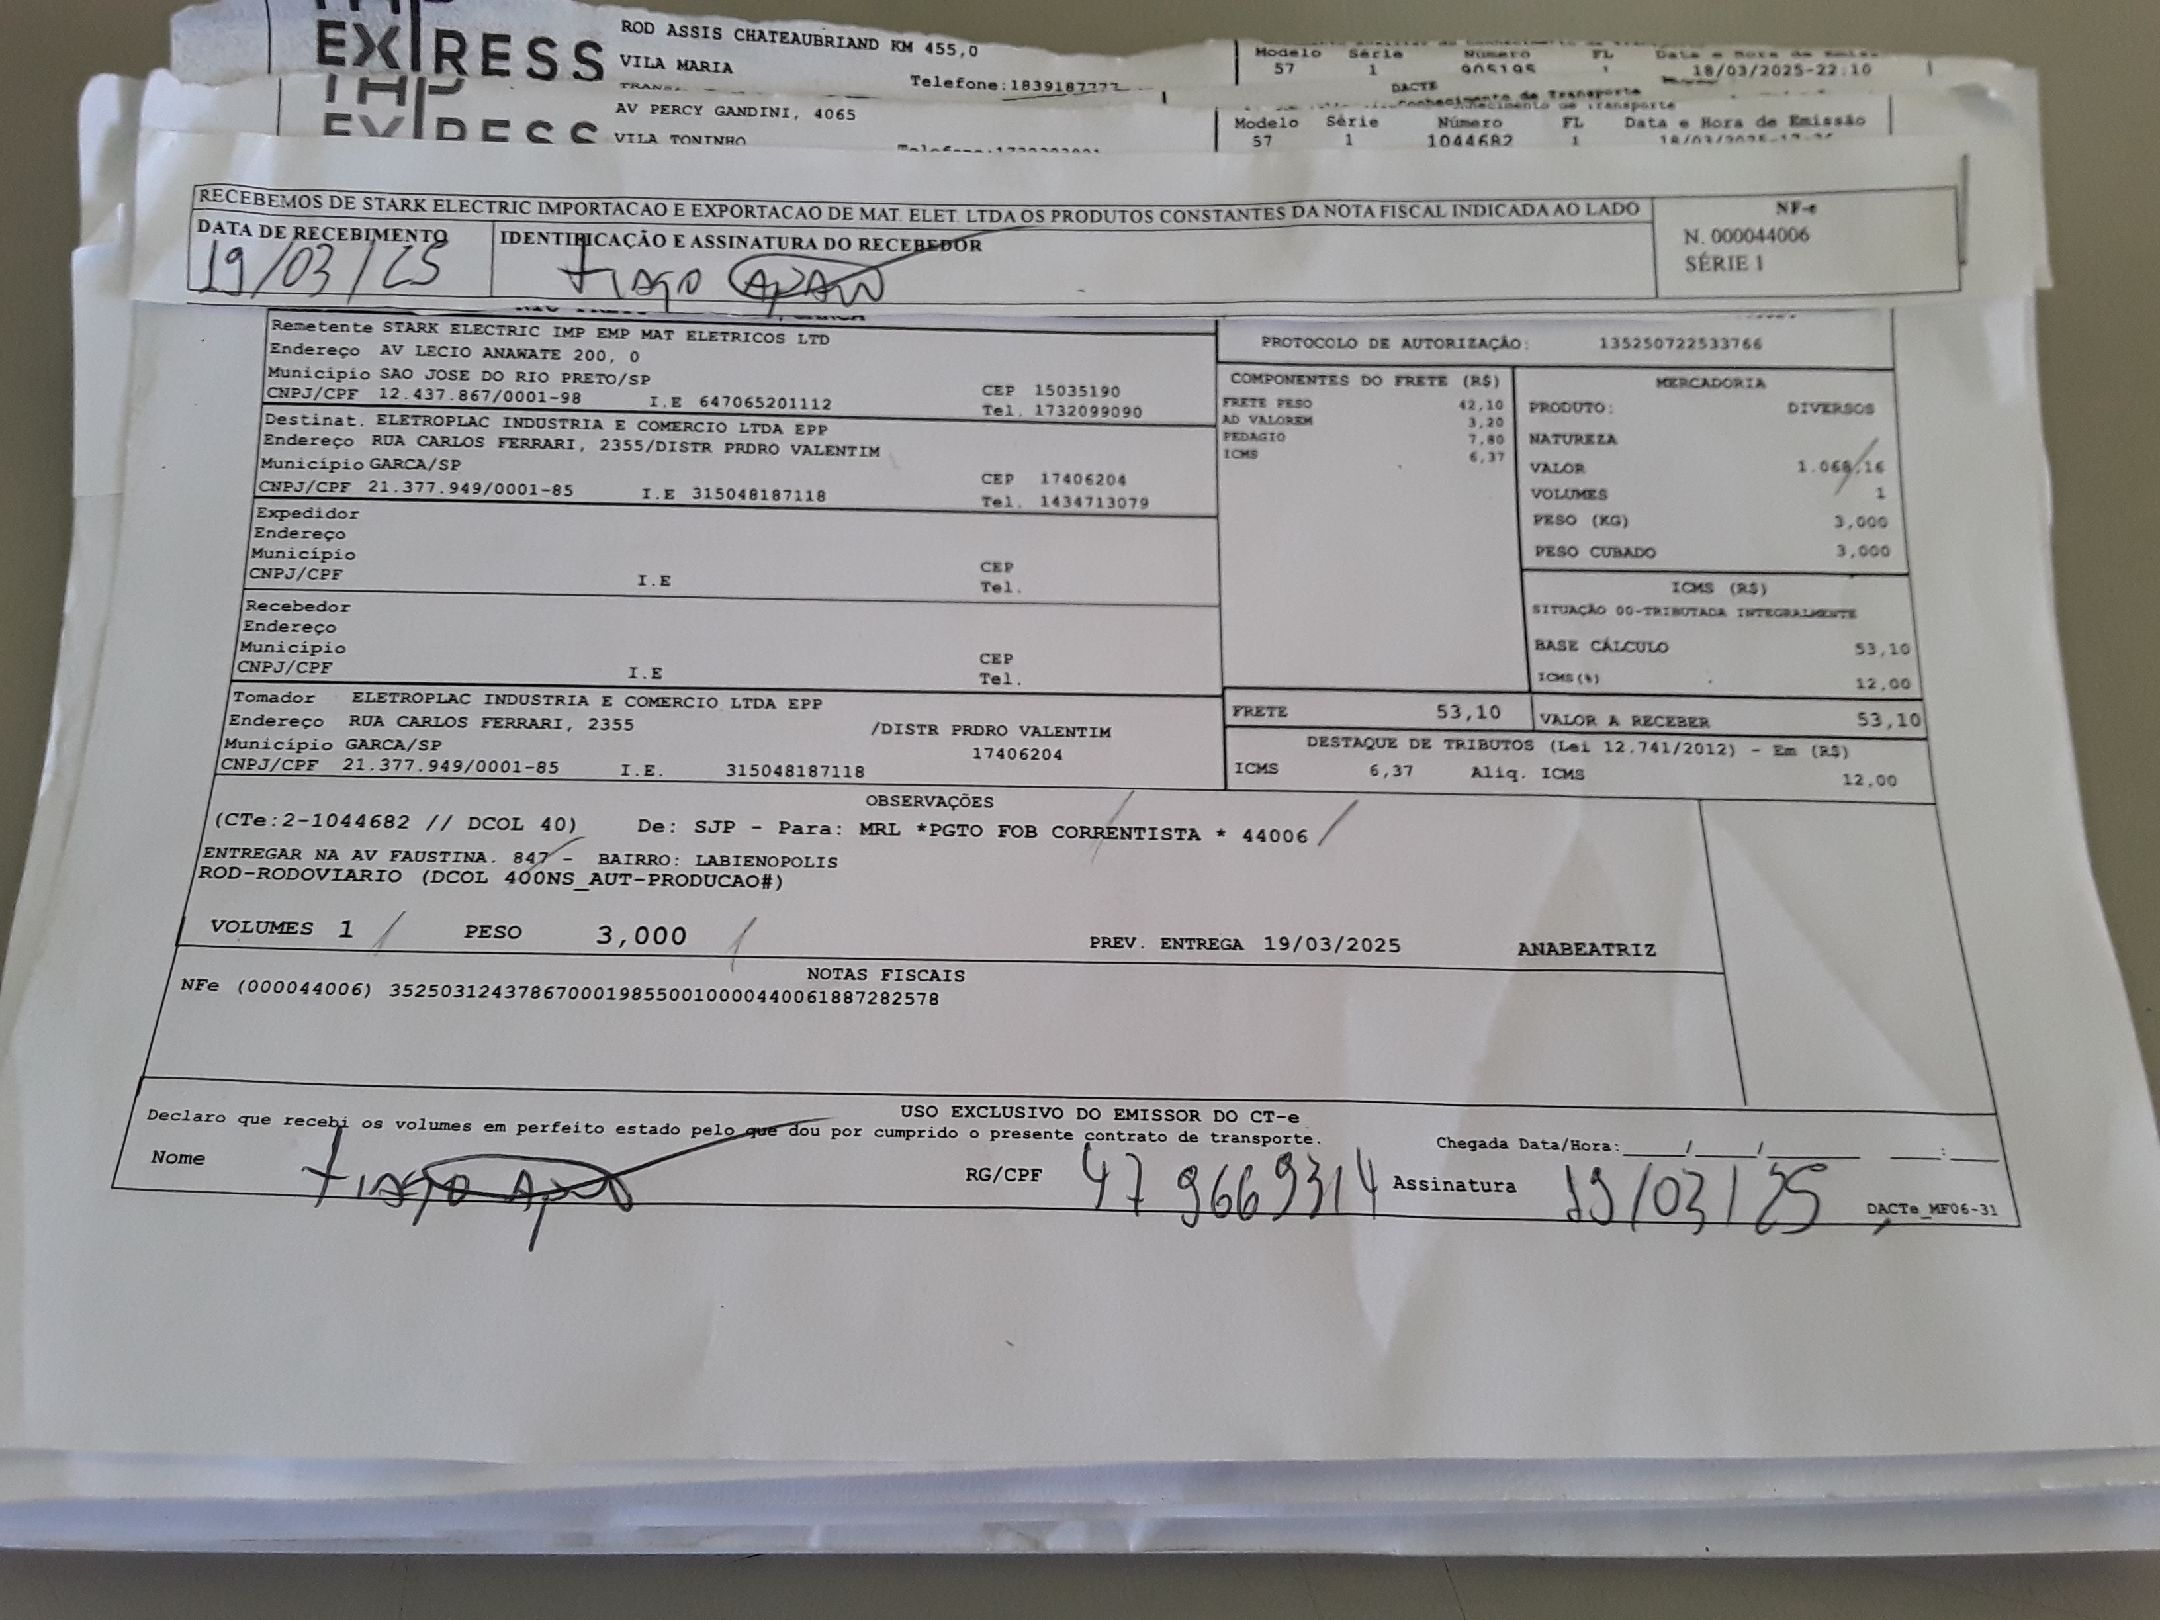 EXPRESS
ROD ASSIS CHATEAUBRIAND KM 455,0
VILA MARIA
Telefone:1839187777
Modelo Série Número FL Data e Hora de Emis
57 1 905195 1 18/03/2025-22:10
DACTE
Conhecimento de Transporte
AV PERCY GANDINI, 4065
VILA TONINHO
Modelo Série Número FL Data e Hora de Emissão
57 1 1044682 1
RECEBEMOS DE STARK ELECTRIC IMPORTACAO E EXPORTACAO DE MAT. ELET. LTDA OS PRODUTOS CONSTANTES DA NOTA FISCAL INDICADA AO LADO
NF-e
N. 000044006
SÉRIE 1
DATA DE RECEBIMENTO
19/03/25
IDENTIFICAÇÃO E ASSINATURA DO RECEBEDOR
tiago
Remetente STARK ELECTRIC IMP EMP MAT ELETRICOS LTD
Endereço AV LECIO ANAWATE 200, 0
Município SAO JOSE DO RIO PRETO/SP
CEP 15035190
CNPJ/CPF 12.437.867/0001-98 I.E 647065201112 Tel. 1732099090
Destinat. ELETROPLAC INDUSTRIA E COMERCIO LTDA EPP
Endereço RUA CARLOS FERRARI, 2355/DISTR PRDRO VALENTIM
Município GARCA/SP
CEP 17406204
CNPJ/CPF 21.377.949/0001-85 I.E 315048187118 Tel. 1434713079
Expedidor
Endereço
Município
CEP
CNPJ/CPF I.E Tel.
Recebedor
Endereço
Município
CEP
CNPJ/CPF I.E Tel.
Tomador ELETROPLAC INDUSTRIA E COMERCIO LTDA EPP
Endereço RUA CARLOS FERRARI, 2355 /DISTR PRDRO VALENTIM
Município GARCA/SP 17406204
CNPJ/CPF 21.377.949/0001-85 I.E. 315048187118
PROTOCOLO DE AUTORIZAÇÃO: 135250722533766
COMPONENTES DO FRETE (R$)
FRETE PESO 42,10
AD VALOREM 3,20
PEDAGIO 7,80
ICMS 6,37
MERCADORIA
PRODUTO: DIVERSOS
NATUREZA
VALOR 1.068,16
VOLUMES 1
PESO (KG) 3,000
PESO CUBADO 3,000
ICMS (R$)
SITUAÇÃO 00-TRIBUTADA INTEGRALMENTE
BASE CÁLCULO 53,10
ICMS(%) 12,00
FRETE 53,10 VALOR A RECEBER 53,10
DESTAQUE DE TRIBUTOS (Lei 12.741/2012) - Em (R$)
ICMS 6,37 Aliq. ICMS 12,00
OBSERVAÇÕES
(CTe:2-1044682 // DCOL 40) De: SJP - Para: MRL *PGTO FOB CORRENTISTA * 44006
ENTREGAR NA AV FAUSTINA. 847 - BAIRRO: LABIENOPOLIS
ROD-RODOVIARIO (DCOL 400NS_AUT-PRODUCAO#)
VOLUMES 1 PESO 3,000 PREV. ENTREGA 19/03/2025 ANABEATRIZ
NOTAS FISCAIS
NFe (000044006) 35250312437867000198550010000440061887282578
USO EXCLUSIVO DO EMISSOR DO CT-e
Declaro que recebi os volumes em perfeito estado pelo que dou por cumprido o presente contrato de transporte.
Chegada Data/Hora:_____/_____/________ ____:____
Nome tiago RG/CPF 479669314 Assinatura 19/03/25
DACTe_MF06-31